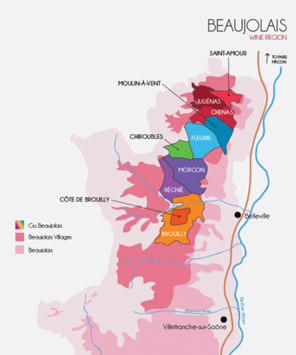 BEAUJOLAIS
WINE REGION
SAINT-AMOUR
TO PARIS
MÂCON
MOULIN-À-VENT
JULIÉNAS
CHENAS
CHIROUBLES
FLEURIE
MORGON
RÉGNIÉ
CÔTE DE BROUILLY
BROUILLY
Belleville
Cru Beaujolais
Beaujolais Villages
Beaujolais
Villefranche-sur-Saône